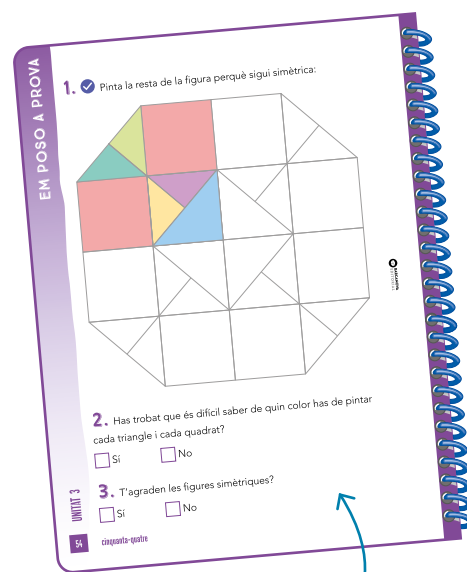 EM POSO A PROVA
1. Pinta la resta de la figura perquè sigui simètrica:
2. Has trobat que és difícil saber de quin color has de pintar
cada triangle i cada quadrat?
Sí No
3. T'agraden les figures simètriques?
Sí No
UNITAT 3
54 cinquanta-quatre